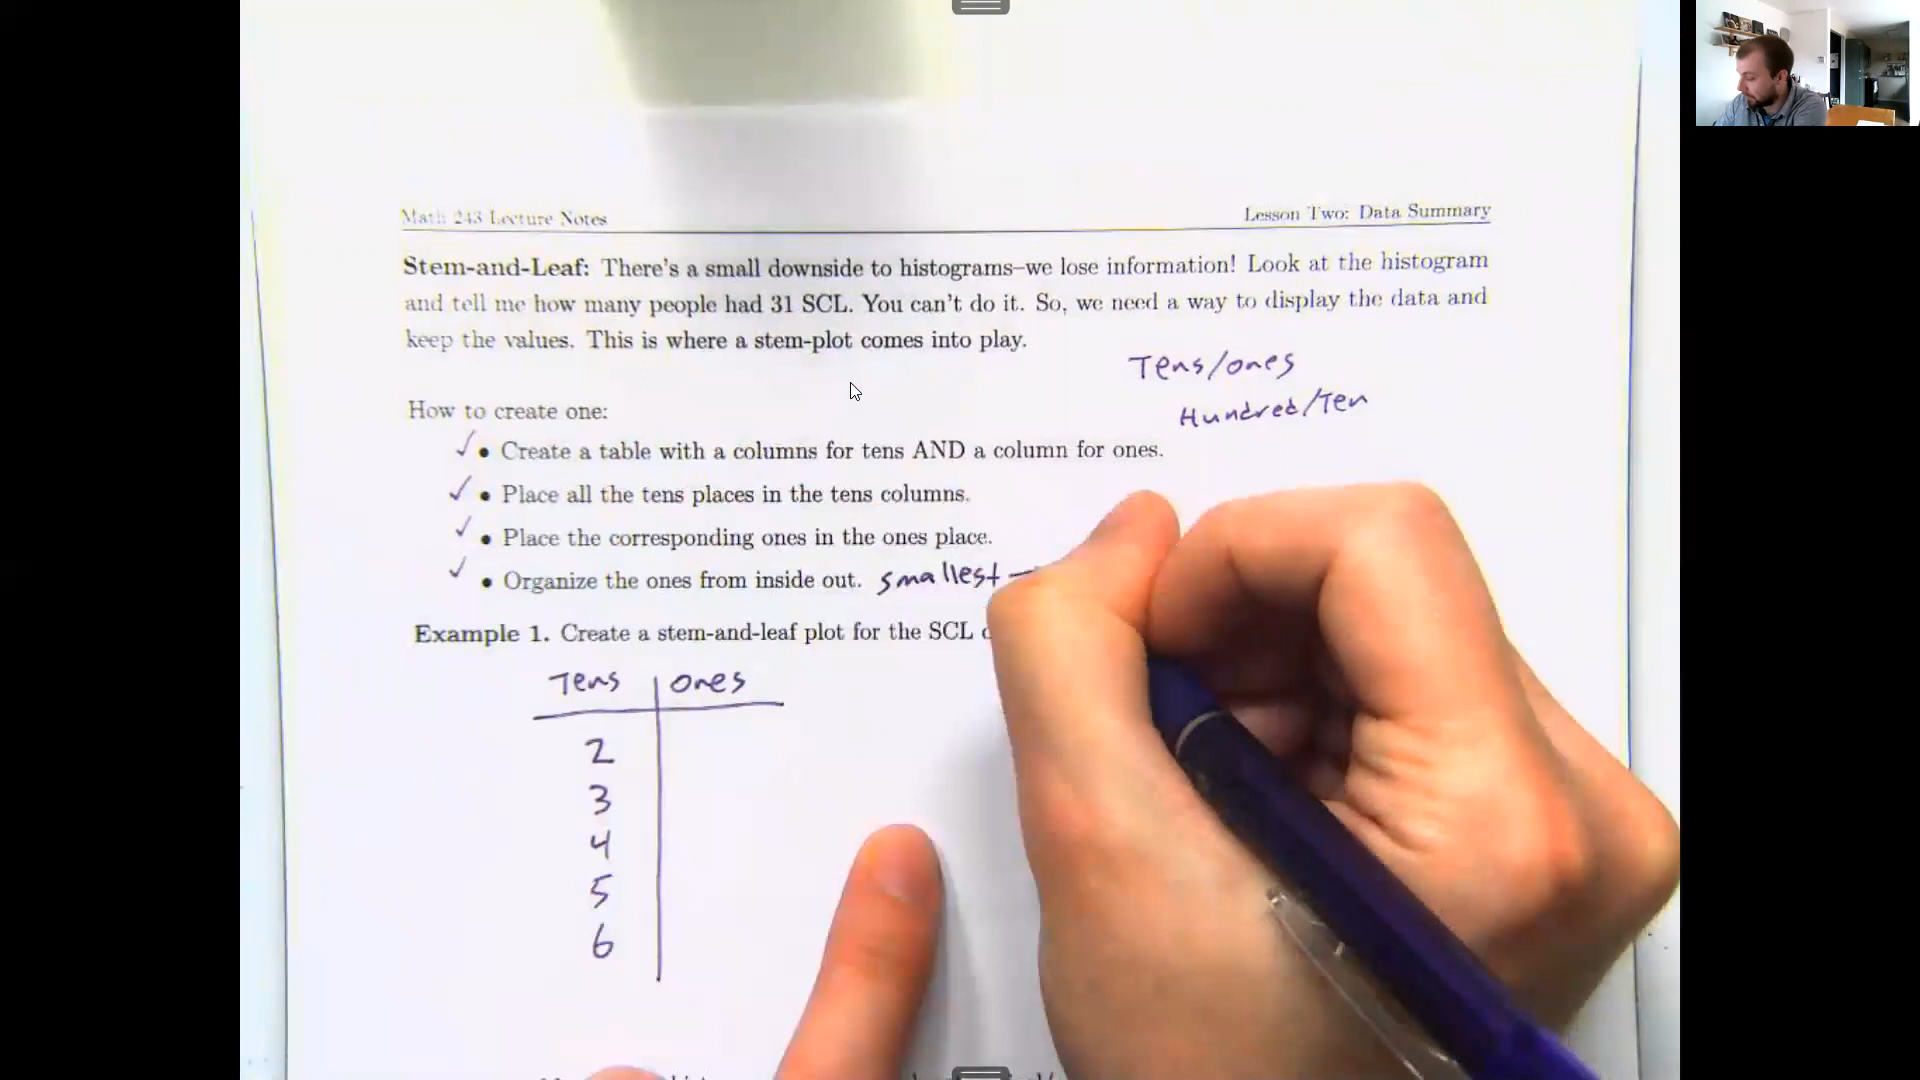 Math 243 Lecture Notes Lesson Two: Data Summary
Stem-and-Leaf: There's a small downside to histograms–we lose information! Look at the histogram
and tell me how many people had 31 SCL. You can't do it. So, we need a way to display the data and
keep the values. This is where a stem-plot comes into play.
Tens/ones
Hundred/Ten
How to create one:
✓ • Create a table with a columns for tens AND a column for ones.
✓ • Place all the tens places in the tens columns.
✓ • Place the corresponding ones in the ones place.
✓ • Organize the ones from inside out. smallest –
Example 1. Create a stem-and-leaf plot for the SCL
Tens | Ones
2
3
4
5
6